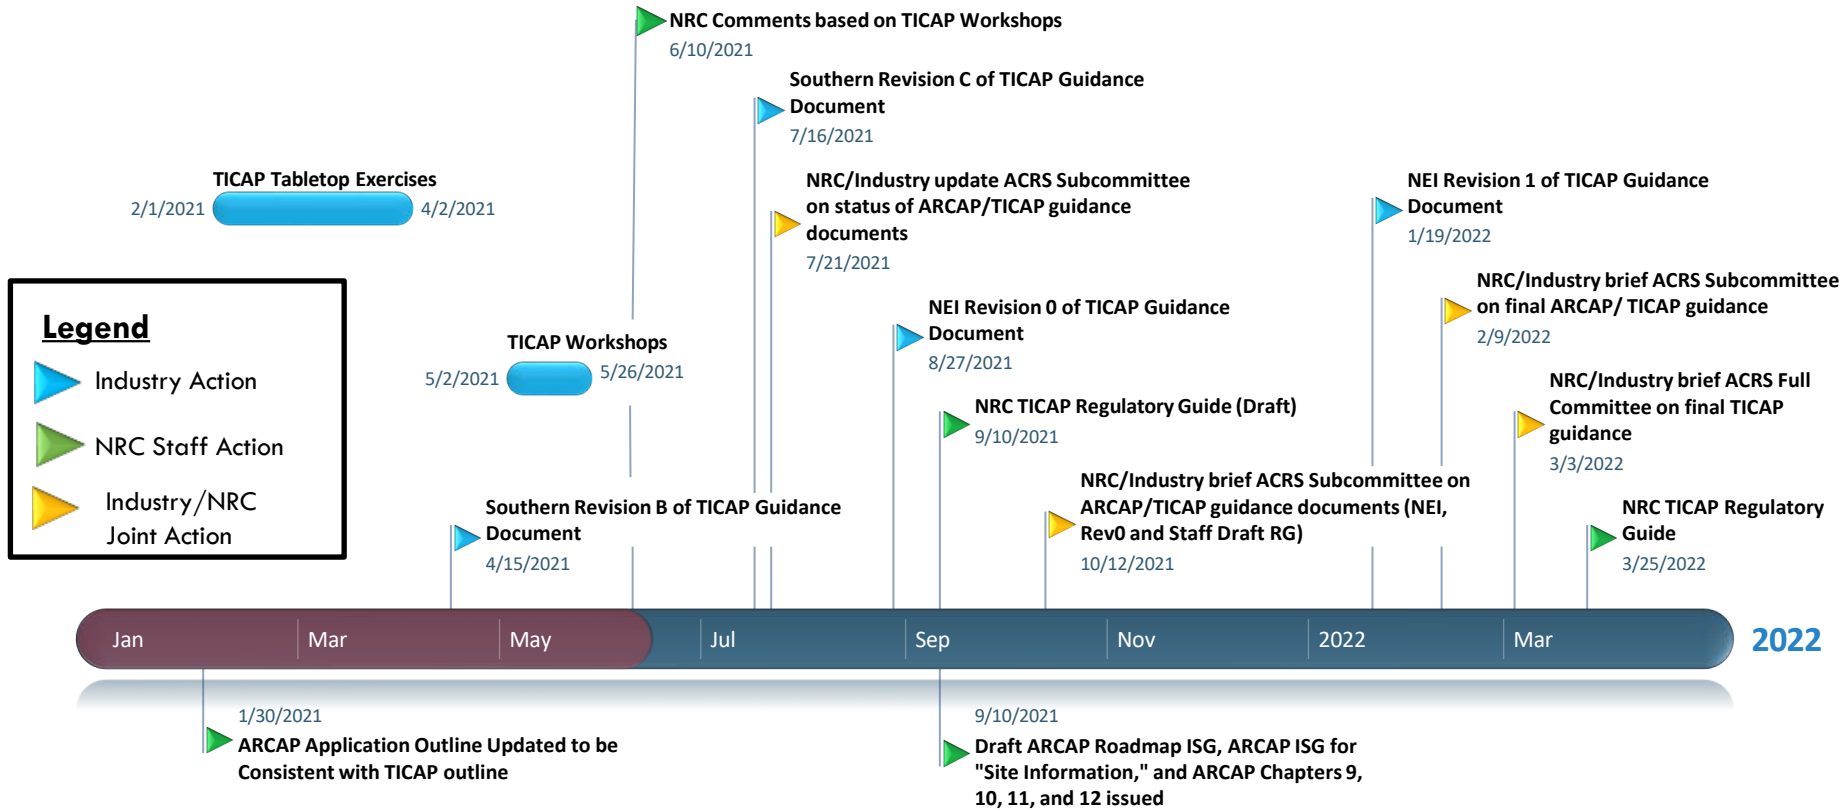 NRC Comments based on TICAP Workshops
6/10/2021
Southern Revision C of TICAP Guidance
Document
7/16/2021
TICAP Tabletop Exercises
2/1/2021
4/2/2021
NRC/Industry update ACRS Subcommittee
on status of ARCAP/TICAP guidance
documents
7/21/2021
NEI Revision 1 of TICAP Guidance
Document
1/19/2022
Legend
Industry Action
NRC Staff Action
Industry/NRC
Joint Action
TICAP Workshops
5/2/2021
5/26/2021
NEI Revision 0 of TICAP Guidance
Document
8/27/2021
NRC/Industry brief ACRS Subcommittee
on final ARCAP/ TICAP guidance
2/9/2022
NRC TICAP Regulatory Guide (Draft)
9/10/2021
NRC/Industry brief ACRS Full
Committee on final TICAP
guidance
3/3/2022
Southern Revision B of TICAP Guidance
Document
4/15/2021
NRC/Industry brief ACRS Subcommittee on
ARCAP/TICAP guidance documents (NEI,
Rev0 and Staff Draft RG)
10/12/2021
NRC TICAP Regulatory
Guide
3/25/2022
Jan
Mar
May
Jul
Sep
Nov
2022
Mar
2022
1/30/2021
ARCAP Application Outline Updated to be
Consistent with TICAP outline
9/10/2021
Draft ARCAP Roadmap ISG, ARCAP ISG for
"Site Information," and ARCAP Chapters 9,
10, 11, and 12 issued